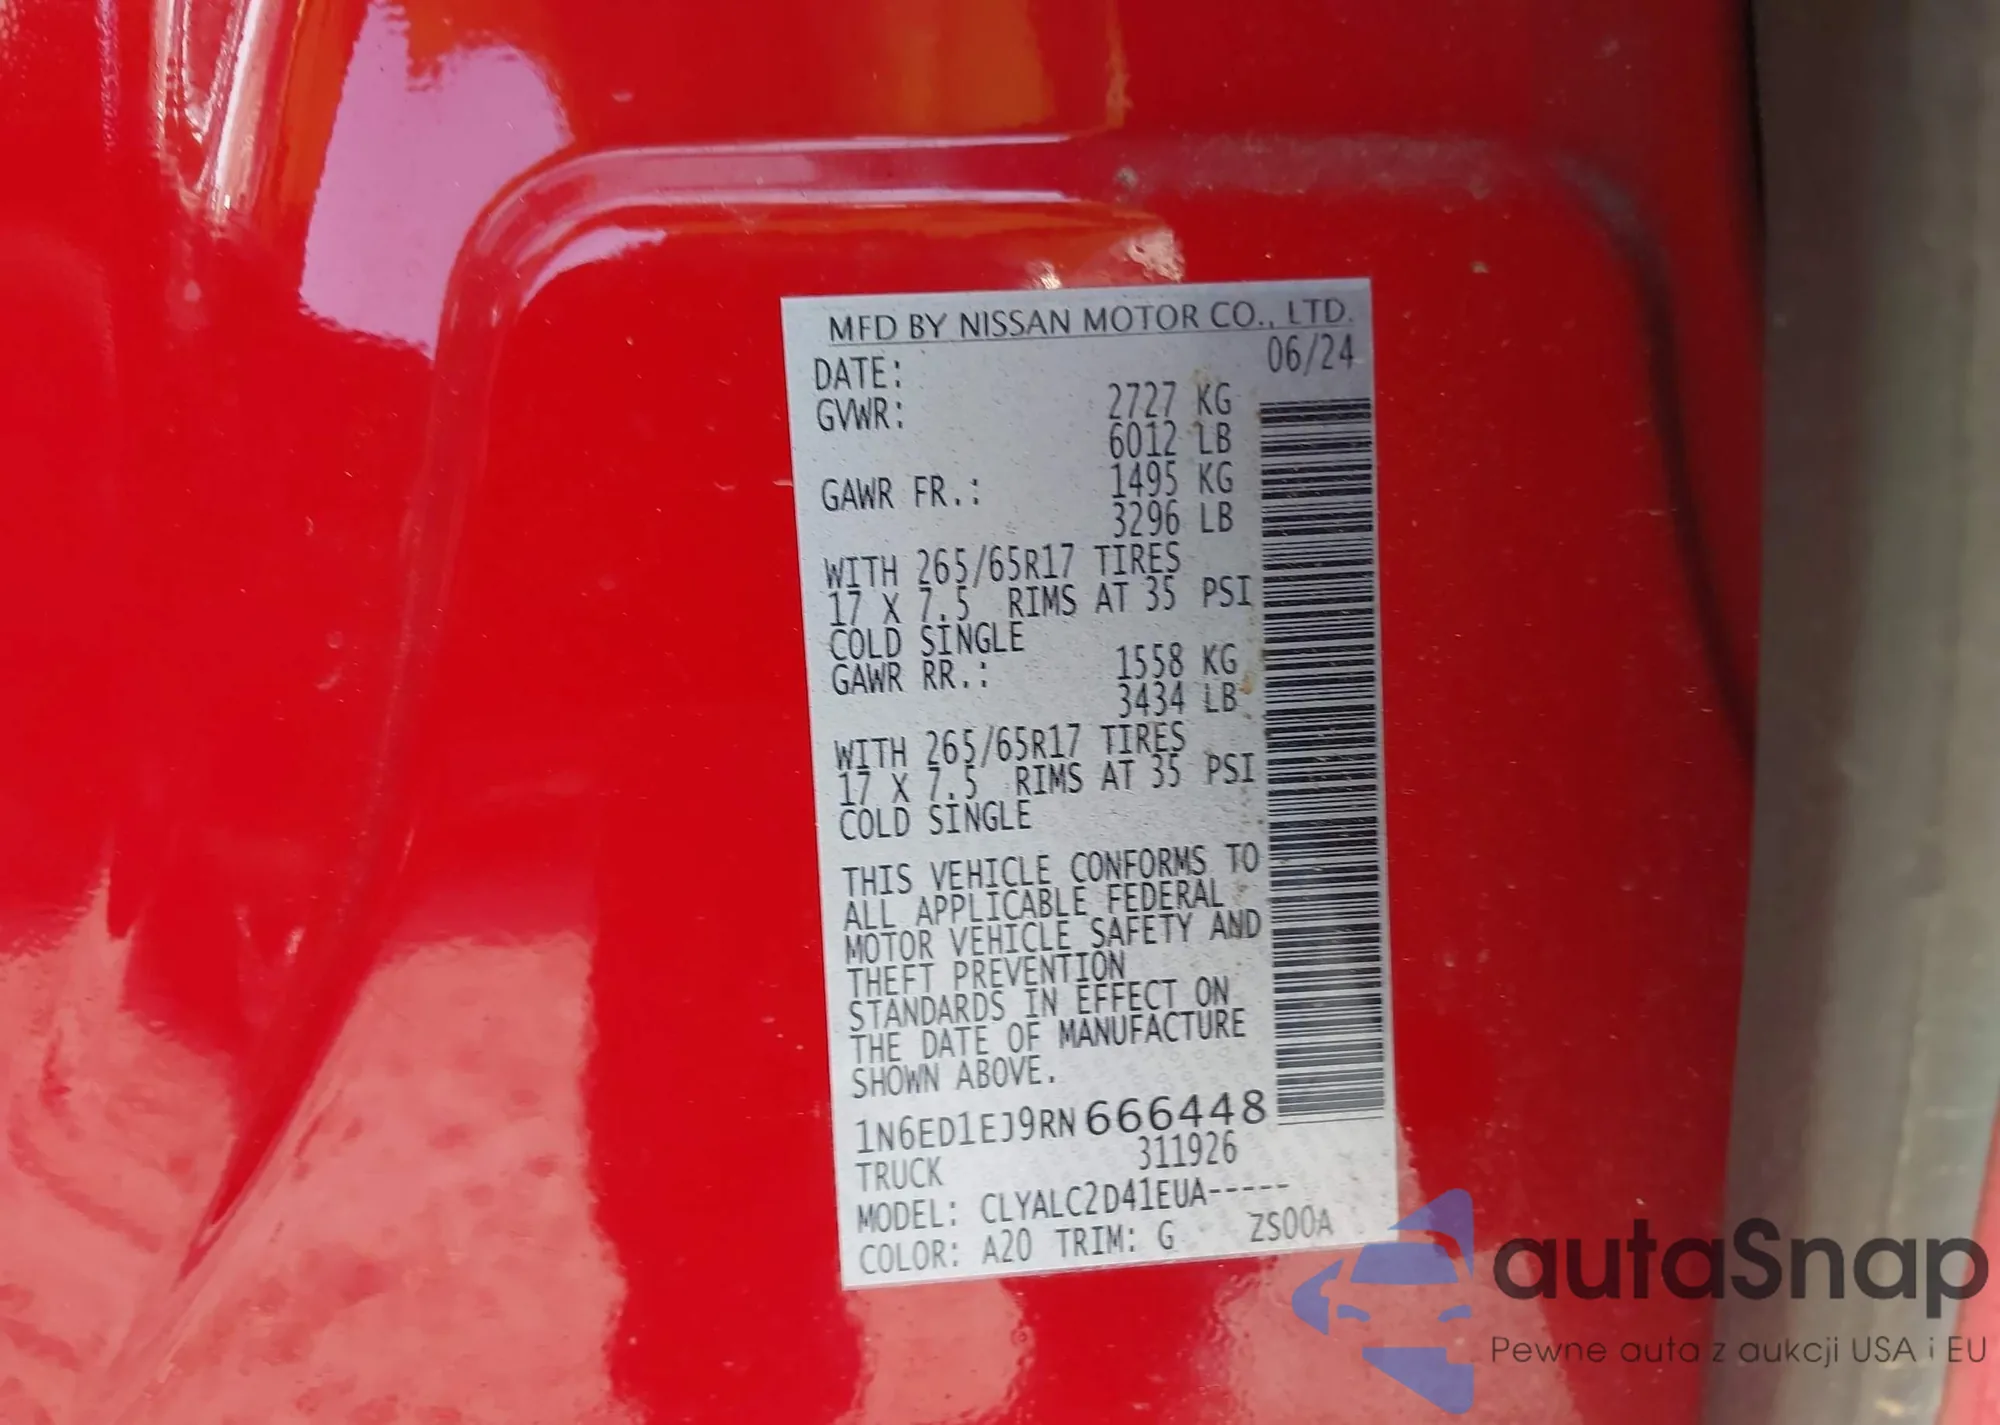 MFD BY NISSAN MOTOR CO., LTD.
DATE: 06/24
GVWR: 2727 KG
6012 LB
GAWR FR.: 1495 KG
3296 LB
WITH 265/65R17 TIRES
17 X 7.5 RIMS AT 35 PSI
COLD SINGLE
GAWR RR.: 1558 KG
3434 LB
WITH 265/65R17 TIRES
17 X 7.5 RIMS AT 35 PSI
COLD SINGLE
THIS VEHICLE CONFORMS TO
ALL APPLICABLE FEDERAL
MOTOR VEHICLE SAFETY AND
THEFT PREVENTION
STANDARDS IN EFFECT ON
THE DATE OF MANUFACTURE
SHOWN ABOVE.
1N6ED1EJ9RN666448
TRUCK 311926
MODEL: CLYALC2D41EUA-----
COLOR: A20 TRIM: G ZS00A
autaSnap
Pewne auta z aukcji USA i EU